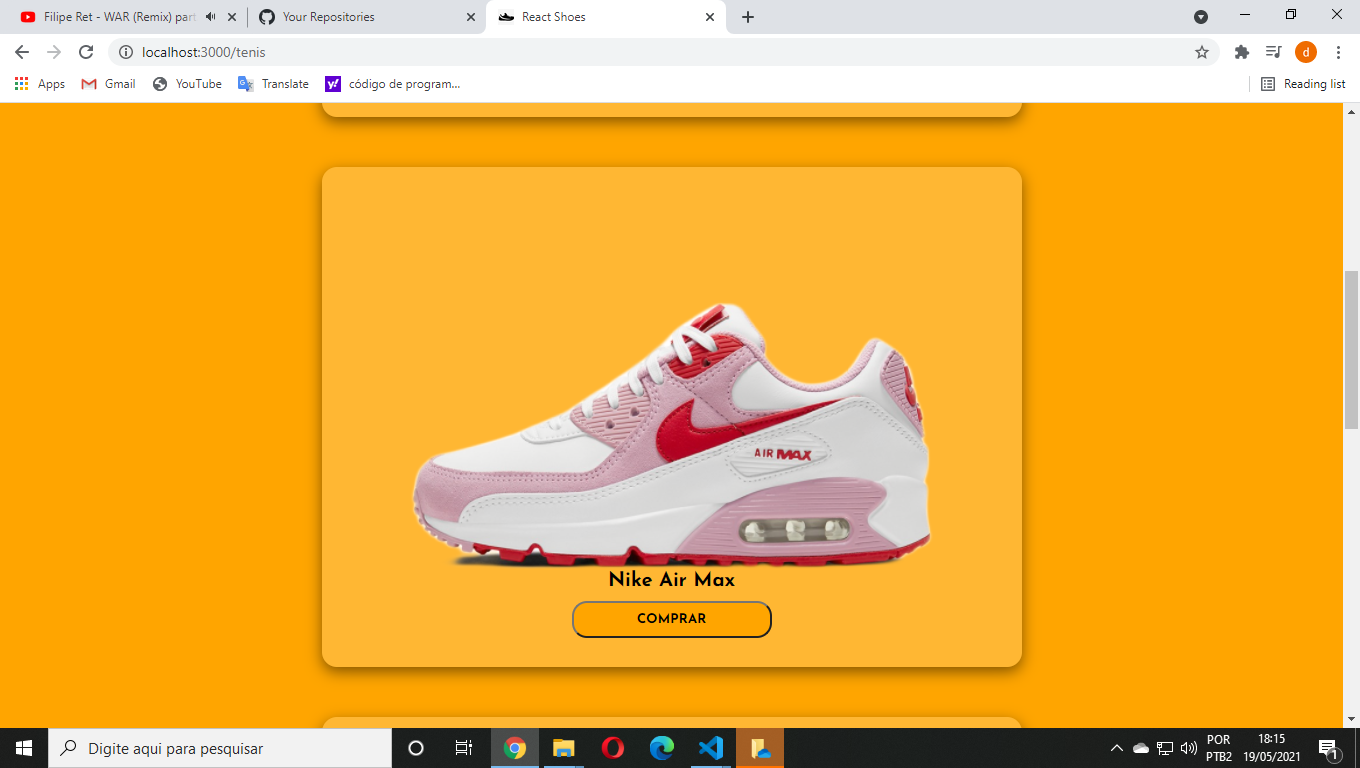 Filipe Ret - WAR (Remix) part
Your Repositories
React Shoes
localhost:3000/tenis
d
Apps
Gmail
YouTube
Translate
y!
código de program...
Reading list
AIR MAX
Nike Air Max
COMPRAR
Digite aqui para pesquisar
POR
PTB2
18:15
19/05/2021
1